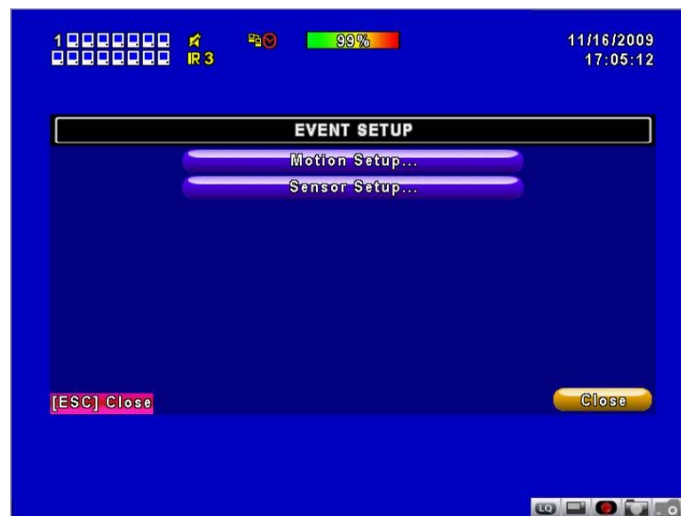 1
IR 3
99%
11/16/2009
17:05:12
EVENT SETUP
Motion Setup...
Sensor Setup...
[ESC] Close
Close
LQ